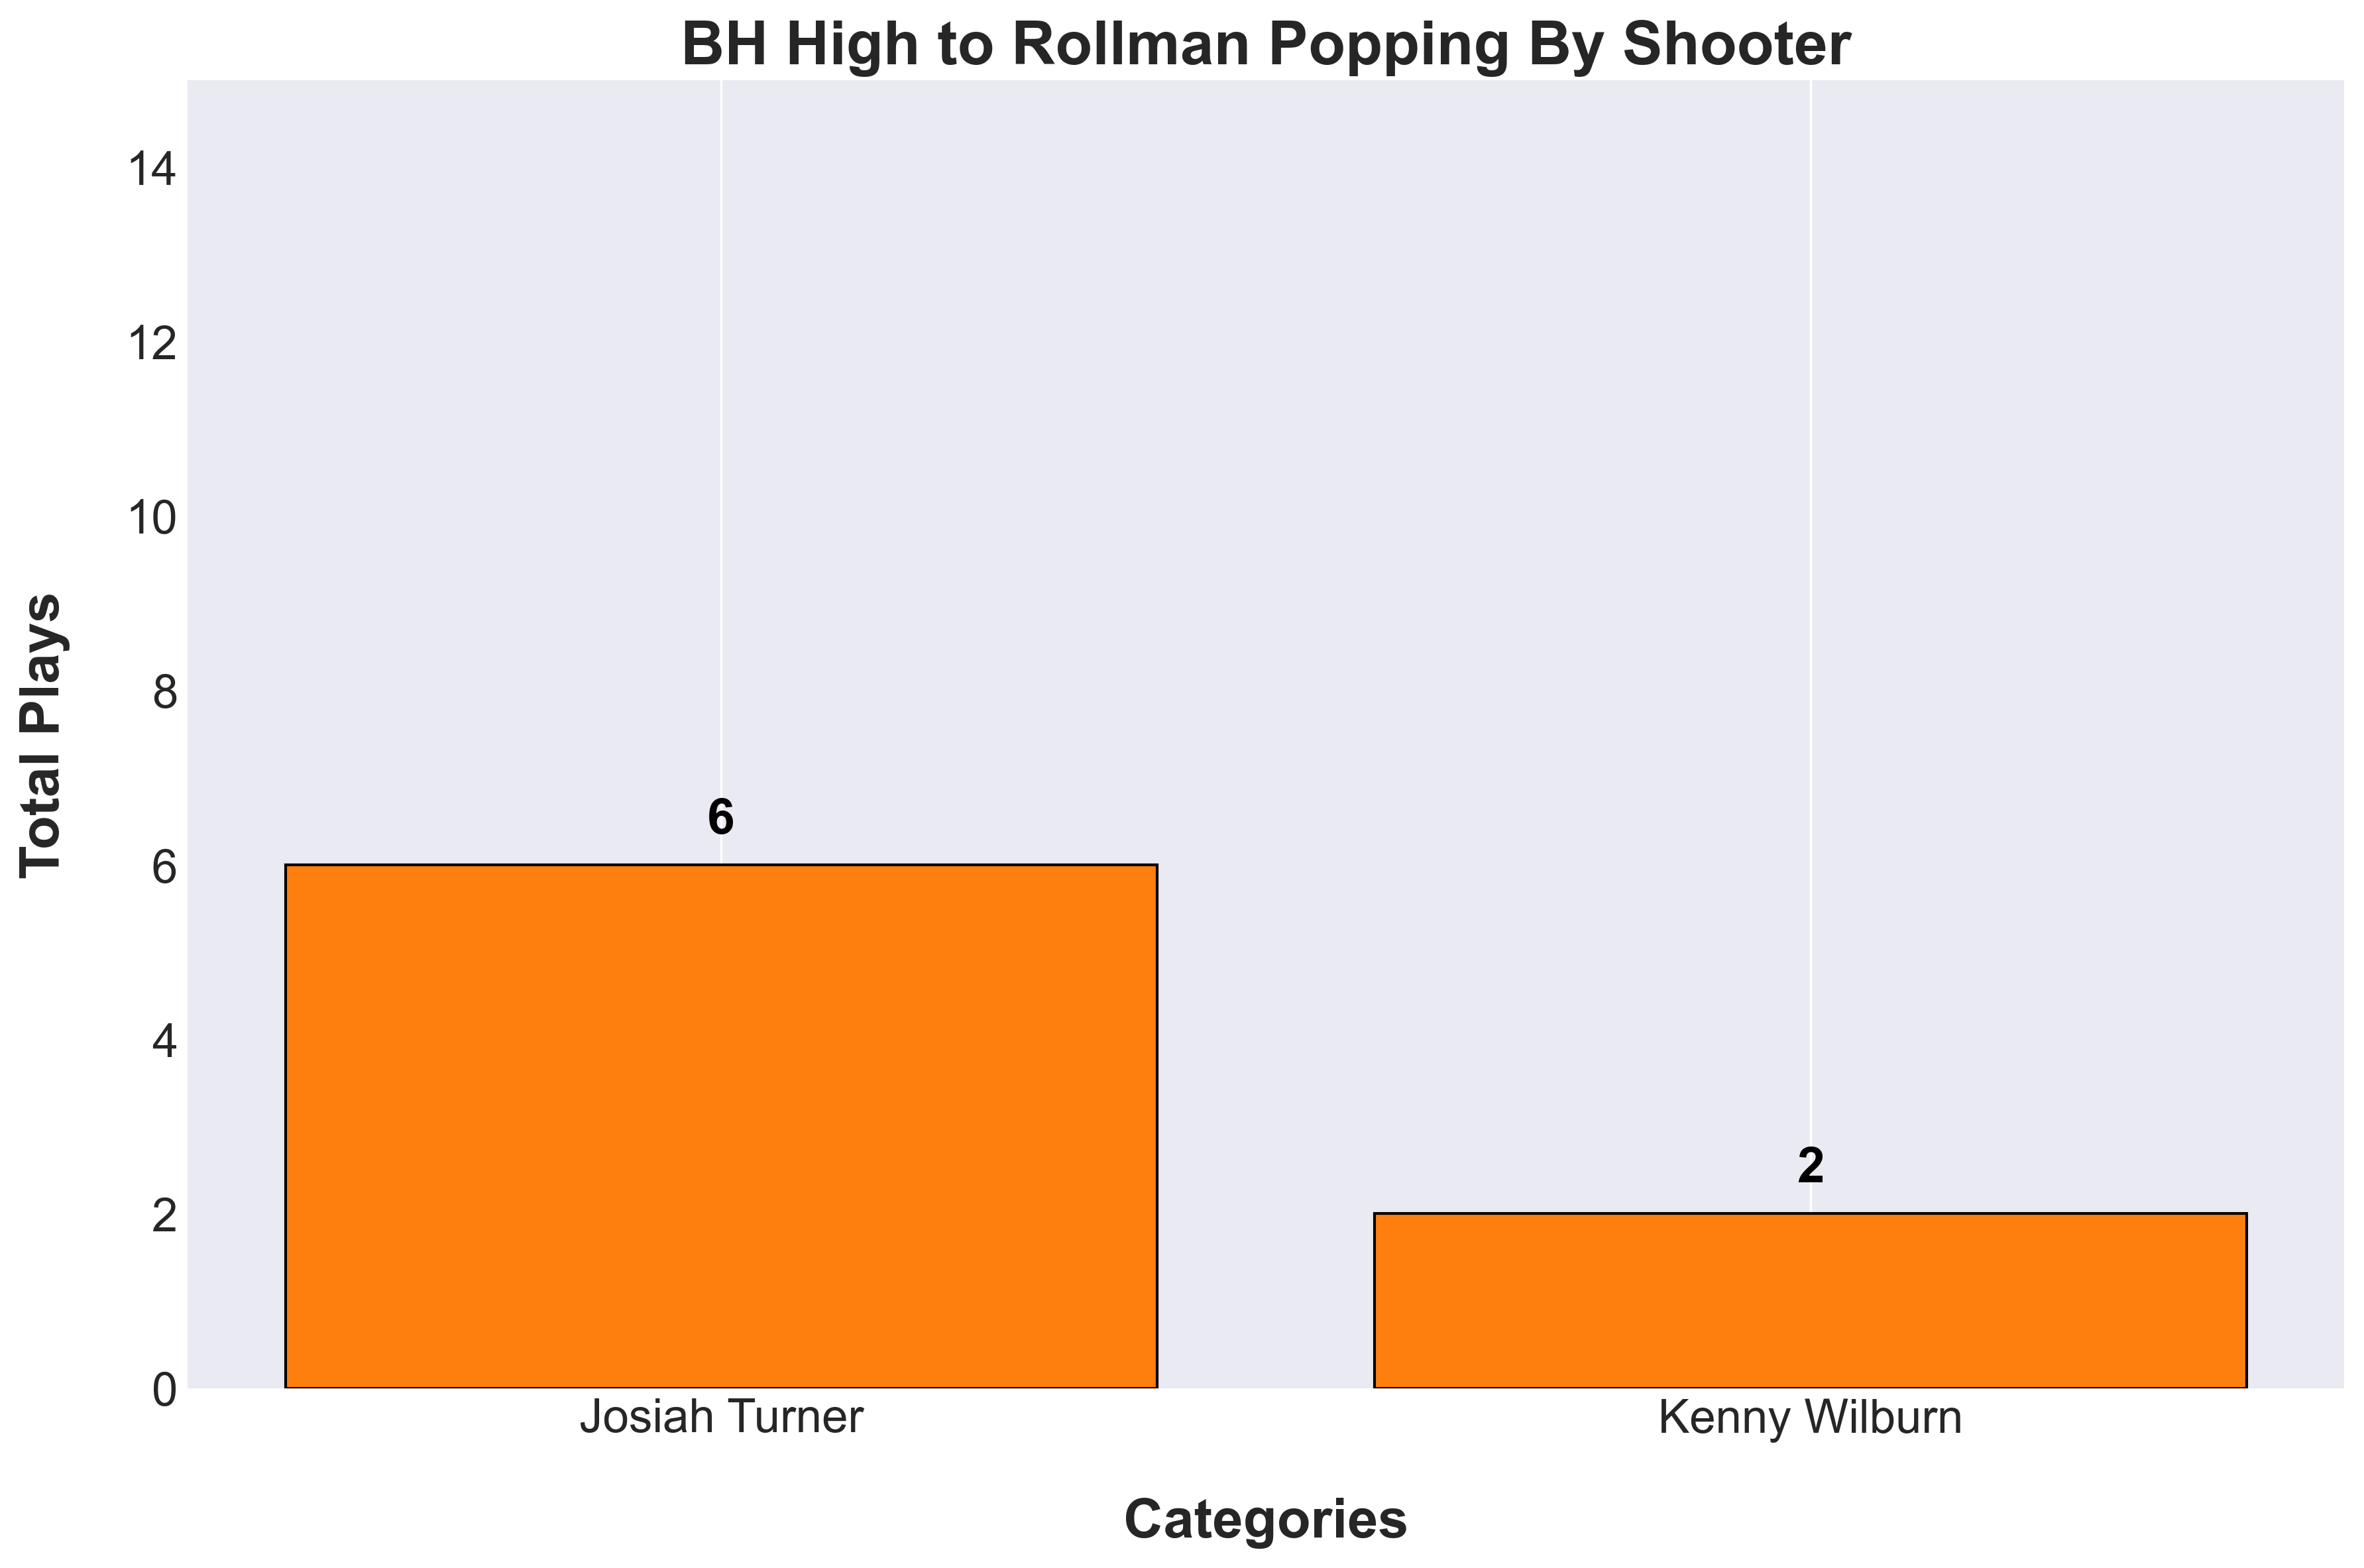 BH High to Rollman Popping By Shooter
14
12
10
8
6
4
2
0
Total Plays
6
2
Josiah Turner
Kenny Wilburn
Categories